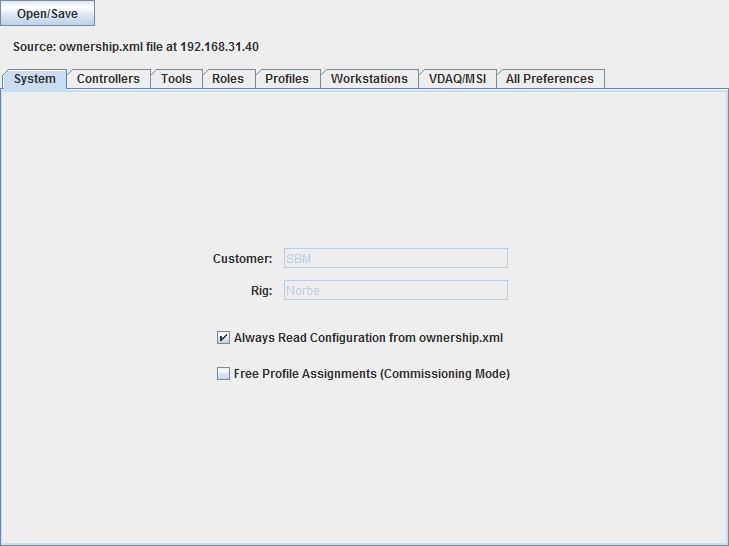 Open/Save
Source: ownership.xml file at 192.168.31.40
System Controllers Tools Roles Profiles Workstations VDAQ/MSI All Preferences
Customer: SBM
Rig: Norbe
Always Read Configuration from ownership.xml
Free Profile Assignments (Commissioning Mode)